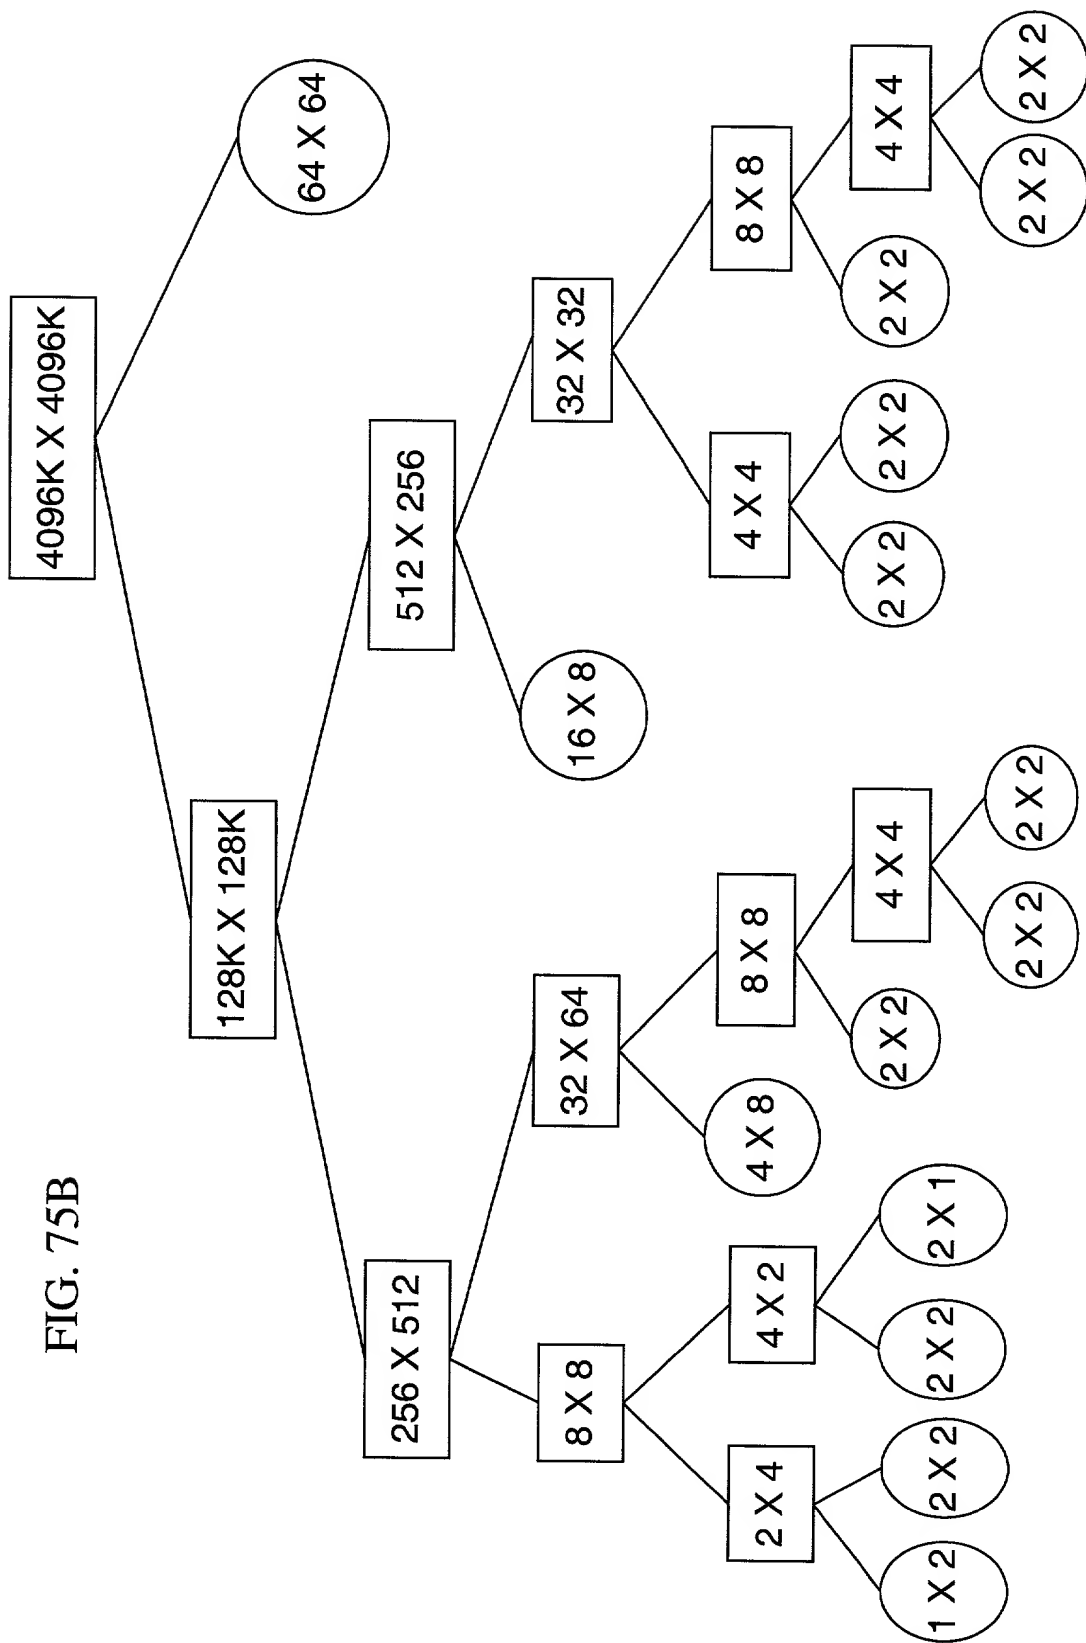 FIG. 75B
4096K X 4096K
64 X 64
128K X 128K
256 X 512
512 X 256
8 X 8
32 X 64
16 X 8
32 X 32
2 X 4
4 X 2
4 X 8
8 X 8
4 X 4
8 X 8
1 X 2
2 X 2
2 X 2
2 X 1
2 X 2
4 X 4
2 X 2
2 X 2
2 X 2
4 X 4
2 X 2
2 X 2
2 X 2
2 X 2